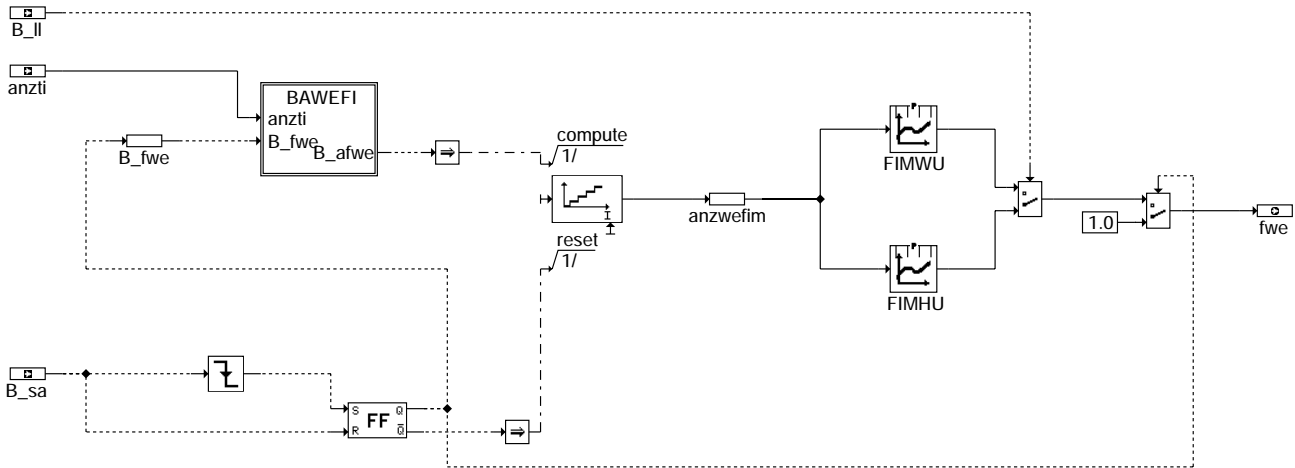 B_ll
anzti
BAWEFI
anzti
B_fwe
B_afwe
B_fwe
⇒
compute
1/
P
FIMWU
I
anzwefim
reset
1/
P
FIMHU
1.0
fwe
B_sa
S Q
FF
R Q̅
⇒